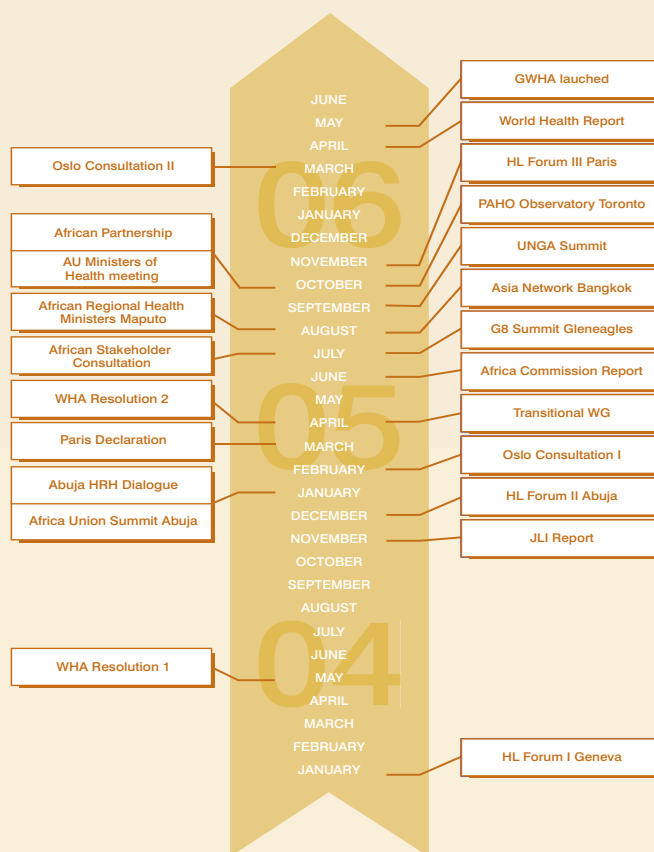 GWHA lauched
World Health Report
HL Forum III Paris
PAHO Observatory Toronto
UNGA Summit
Asia Network Bangkok
G8 Summit Gleneagles
Africa Commission Report
Transitional WG
Oslo Consultation I
HL Forum II Abuja
JLI Report
HL Forum I Geneva
Oslo Consultation II
African Partnership
AU Ministers of
Health meeting
African Regional Health
Ministers Maputo
African Stakeholder
Consultation
WHA Resolution 2
Paris Declaration
Abuja HRH Dialogue
Africa Union Summit Abuja
WHA Resolution 1
JUNE
MAY
APRIL
MARCH
FEBRUARY
JANUARY
06
DECEMBER
NOVEMBER
OCTOBER
SEPTEMBER
AUGUST
JULY
JUNE
MAY
APRIL
MARCH
FEBRUARY
JANUARY
05
DECEMBER
NOVEMBER
OCTOBER
SEPTEMBER
AUGUST
JULY
JUNE
MAY
APRIL
MARCH
FEBRUARY
JANUARY
04